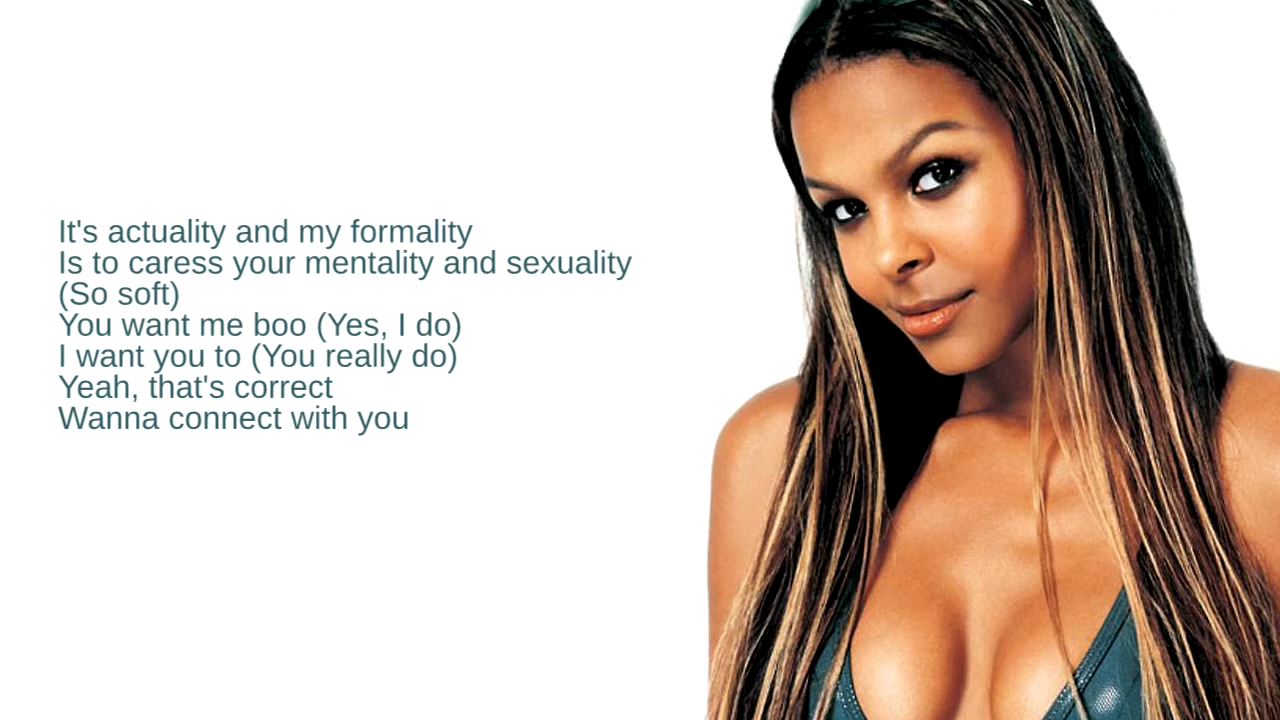 It's actuality and my formality
Is to caress your mentality and sexuality
(So soft)
You want me boo (Yes, I do)
I want you to (You really do)
Yeah, that's correct
Wanna connect with you